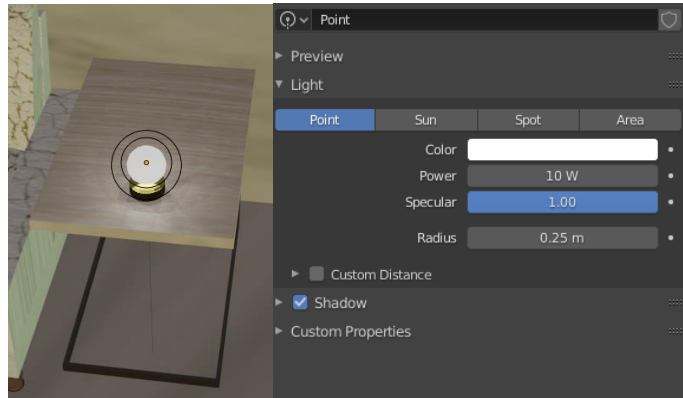 Point
Preview
Light
Point Sun Spot Area
Color
Power 10 W
Specular 1.00
Radius 0.25 m
Custom Distance
Shadow
Custom Properties